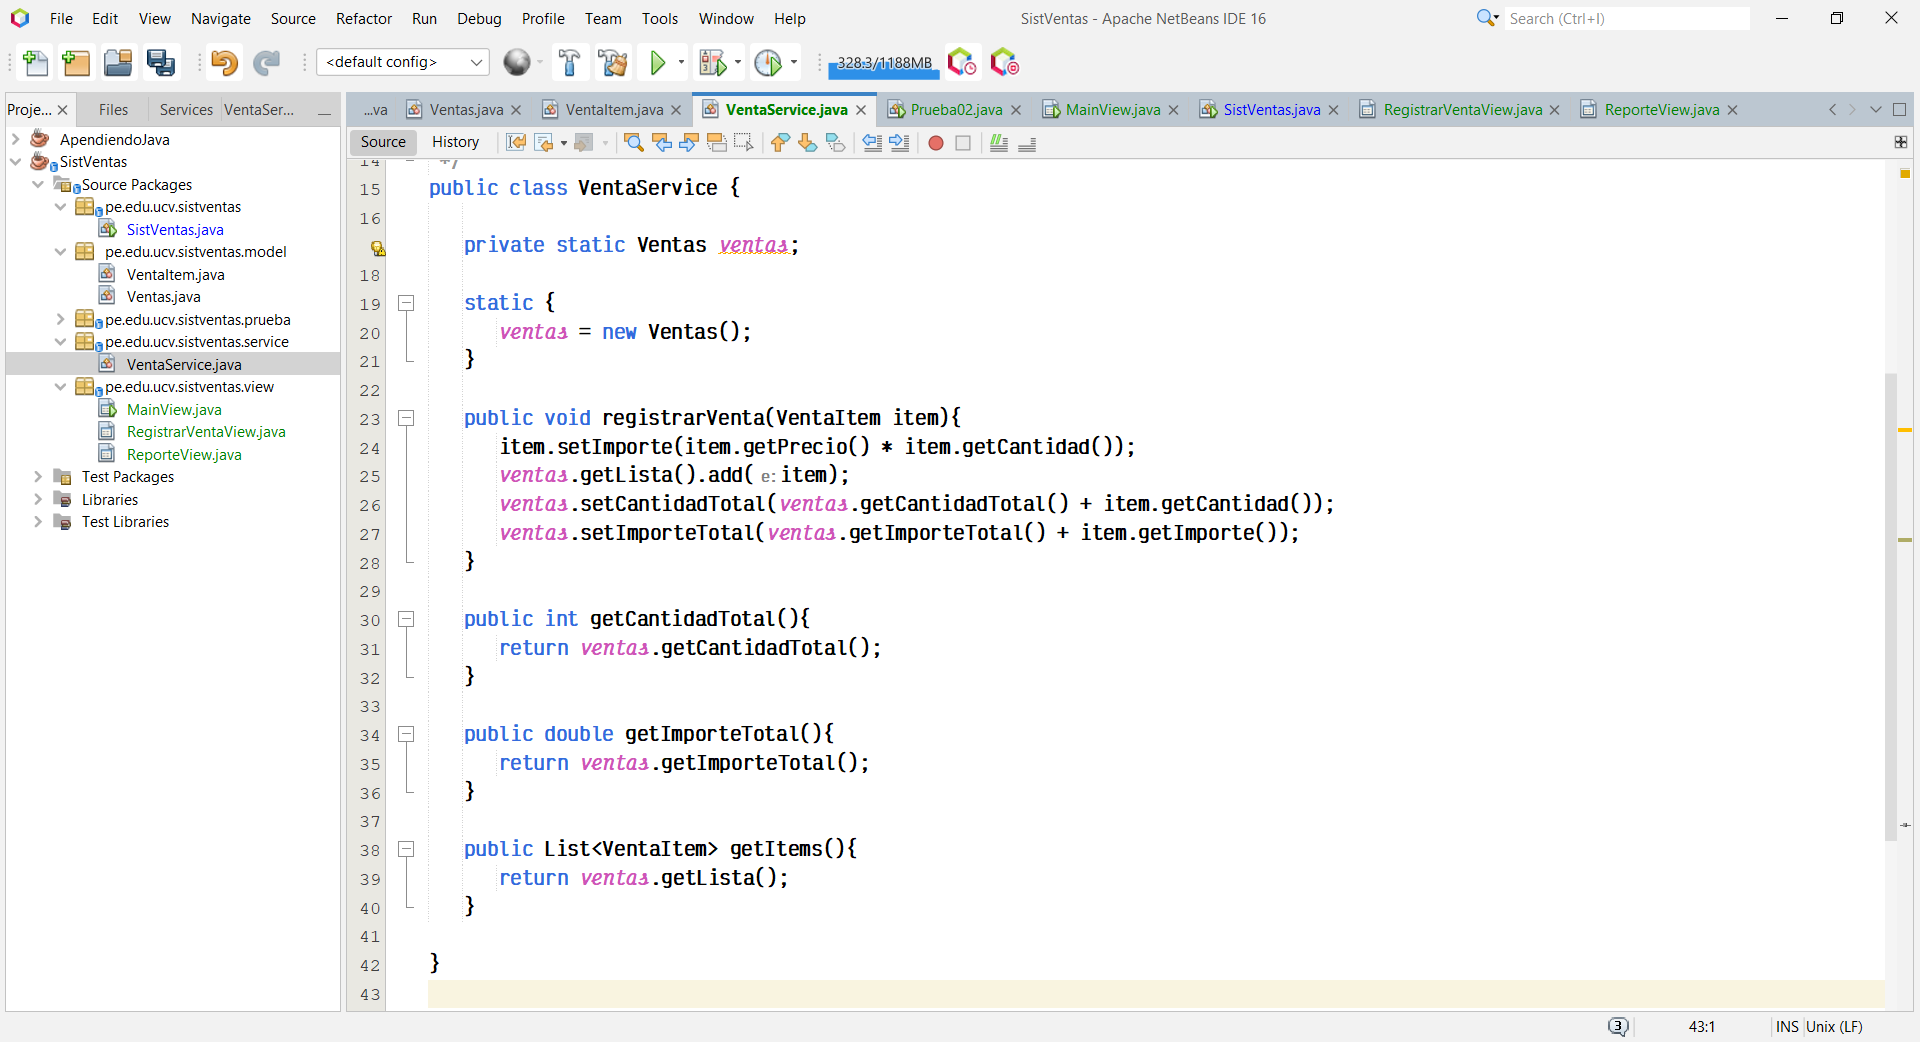 File Edit View Navigate Source Refactor Run Debug Profile Team Tools Window Help
SistVentas - Apache NetBeans IDE 16
Search (Ctrl+I)
<default config>
328.3/1188MB
Proje...
Files
Services
VentaSer...
...va
Ventas.java
VentaItem.java
VentaService.java
Prueba02.java
MainView.java
SistVentas.java
RegistrarVentaView.java
ReporteView.java
Source
History
ApendiendoJava
SistVentas
Source Packages
pe.edu.ucv.sistventas
SistVentas.java
pe.edu.ucv.sistventas.model
VentaItem.java
Ventas.java
pe.edu.ucv.sistventas.prueba
pe.edu.ucv.sistventas.service
VentaService.java
pe.edu.ucv.sistventas.view
MainView.java
RegistrarVentaView.java
ReporteView.java
Test Packages
Libraries
Test Libraries
14 */
15 public class VentaService {
16
private static Ventas ventas;
18
19 static {
20 ventas = new Ventas();
21 }
22
23 public void registrarVenta(VentaItem item){
24 item.setImporte(item.getPrecio() * item.getCantidad());
25 ventas.getLista().add( e: item);
26 ventas.setCantidadTotal(ventas.getCantidadTotal() + item.getCantidad());
27 ventas.setImporteTotal(ventas.getImporteTotal() + item.getImporte());
28 }
29
30 public int getCantidadTotal(){
31 return ventas.getCantidadTotal();
32 }
33
34 public double getImporteTotal(){
35 return ventas.getImporteTotal();
36 }
37
38 public List<VentaItem> getItems(){
39 return ventas.getLista();
40 }
41
42 }
43
3
43:1
INS
Unix (LF)